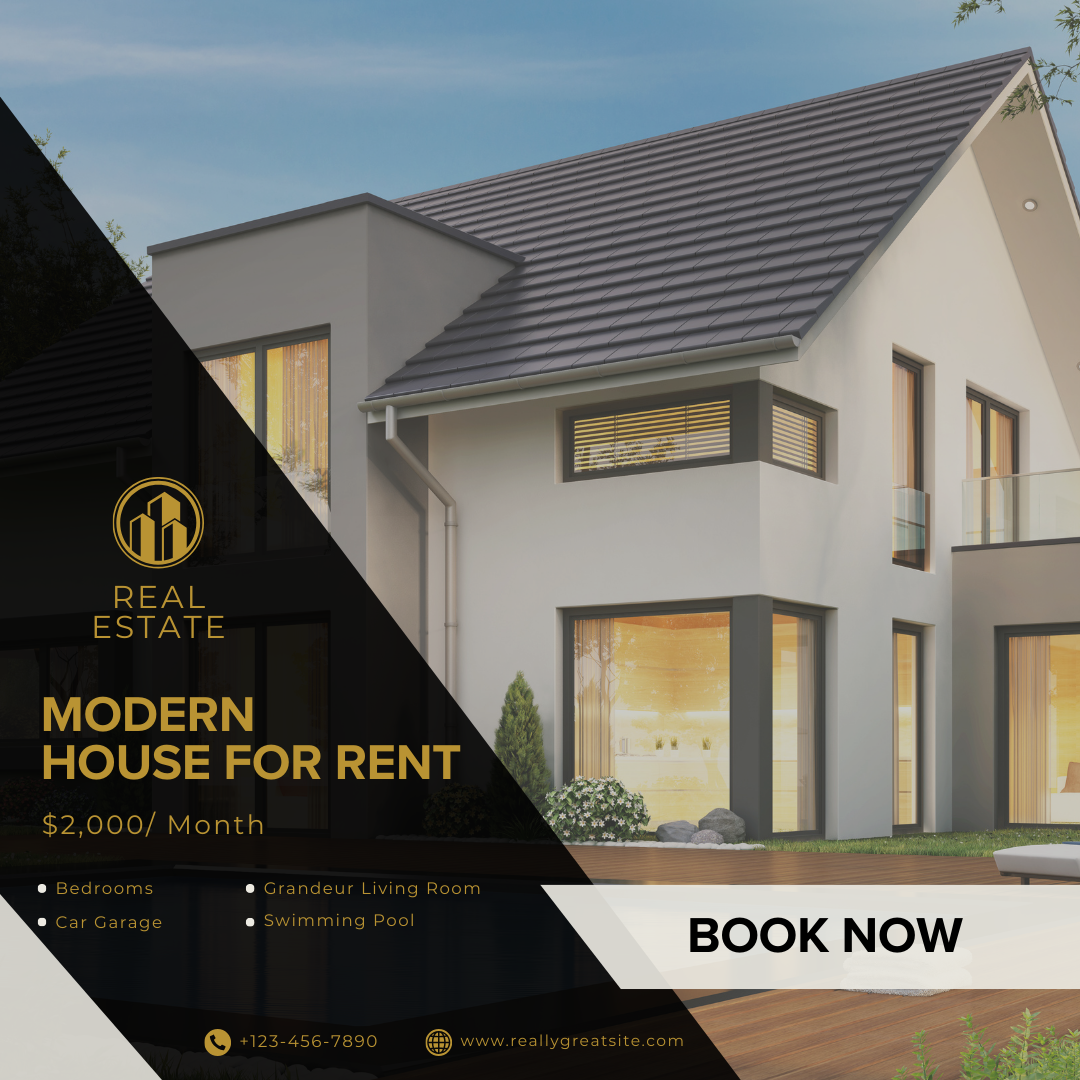 REAL
ESTATE
MODERN
HOUSE FOR RENT
$2,000/ Month
Bedrooms
Grandeur Living Room
Car Garage
Swimming Pool
BOOK NOW
+123-456-7890
www.reallygreatsite.com